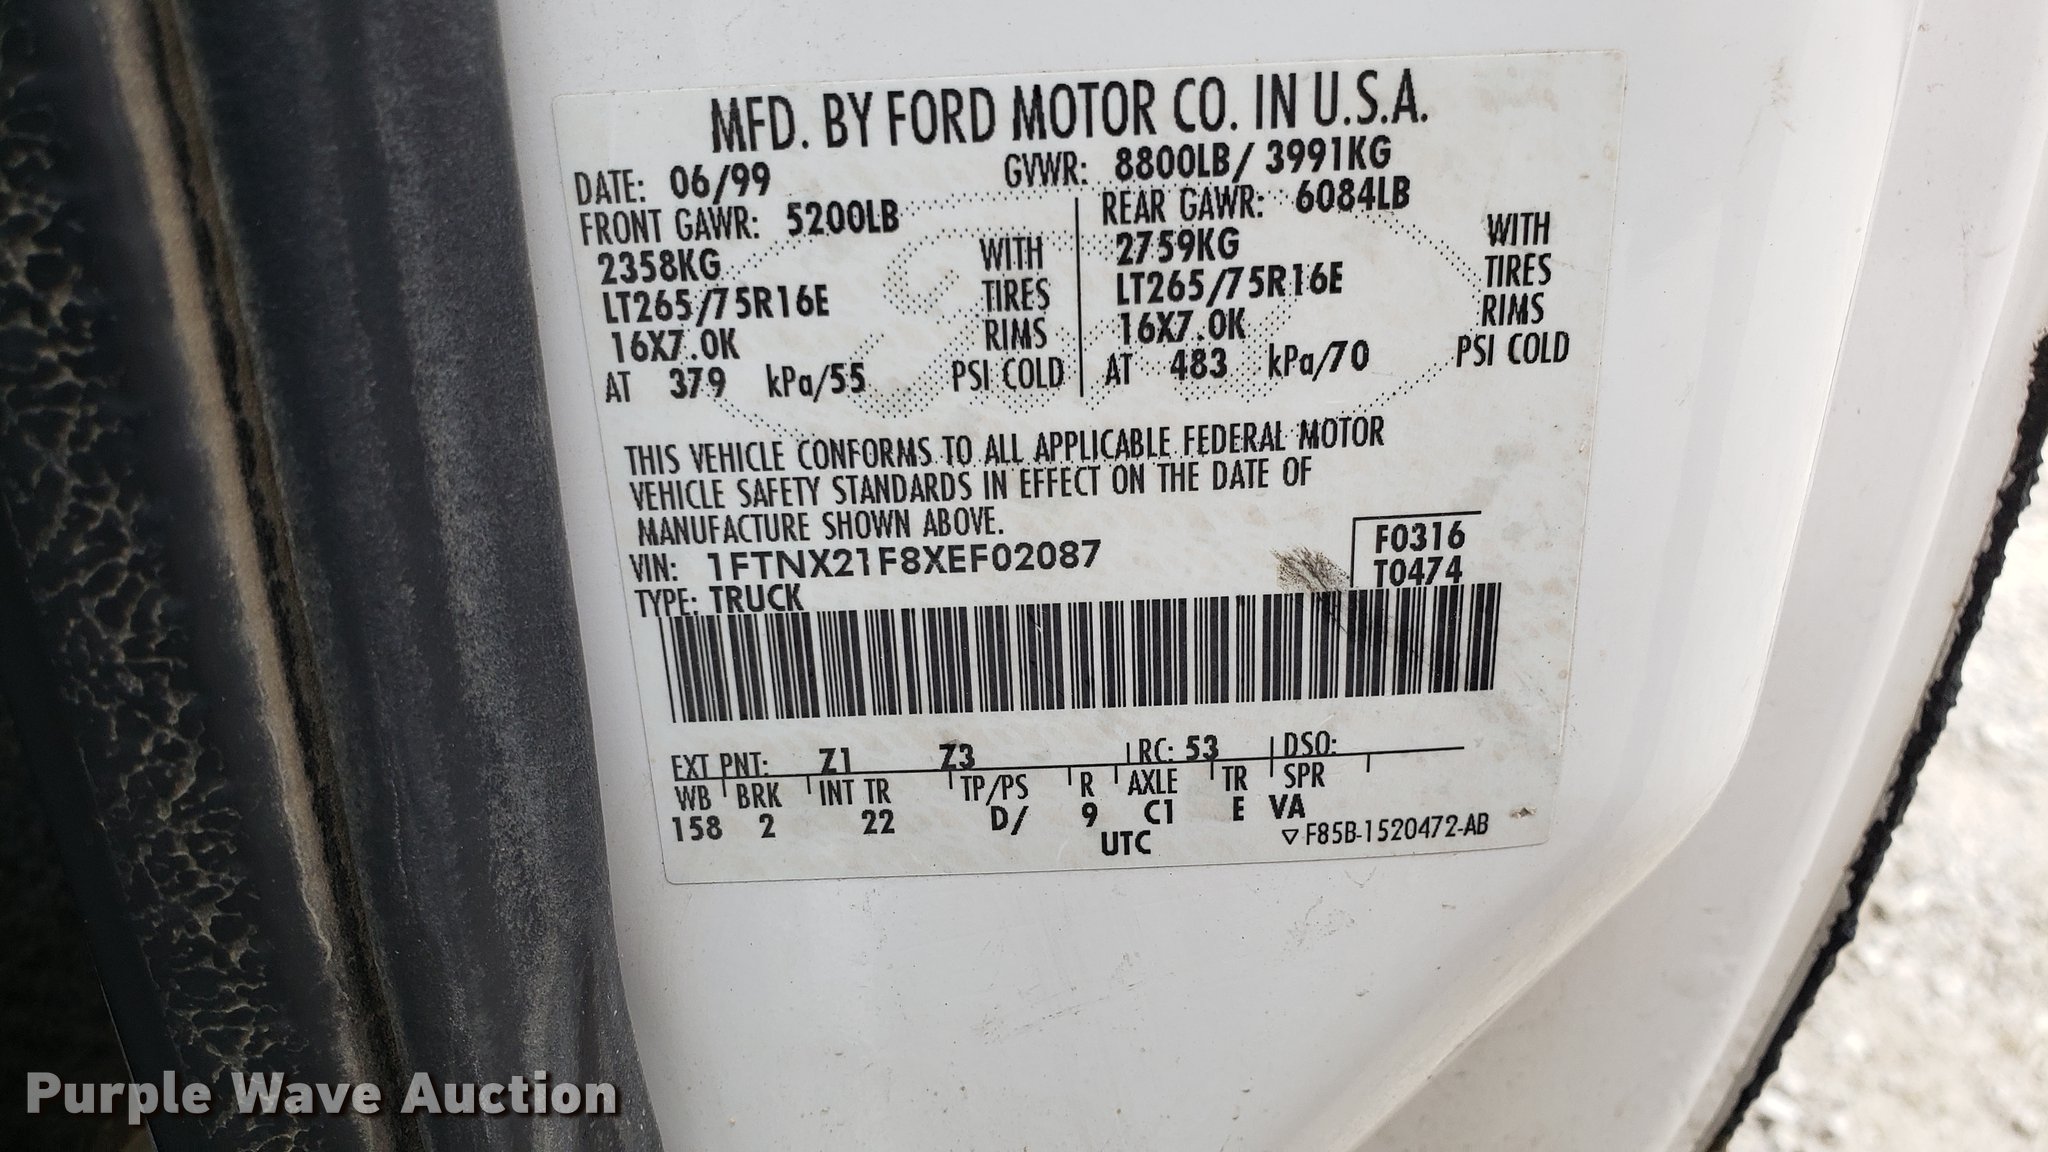 MFD. BY FORD MOTOR CO. IN U.S.A.
DATE: 06/99 GVWR: 8800LB/ 3991KG
FRONT GAWR: 5200LB REAR GAWR: 6084LB
2358KG WITH 2759KG WITH
LT265/75R16E TIRES LT265/75R16E TIRES
16X7.0K RIMS 16X7.0K RIMS
AT 379 kPa/55 PSI COLD AT 483 kPa/70 PSI COLD
THIS VEHICLE CONFORMS TO ALL APPLICABLE FEDERAL MOTOR
VEHICLE SAFETY STANDARDS IN EFFECT ON THE DATE OF
MANUFACTURE SHOWN ABOVE.
VIN: 1FTNX21F8XEF02087 F0316
TYPE: TRUCK T0474
EXT PNT: Z1 Z3 RC: 53 DSO:
WB BRK INT TR TP/PS R AXLE TR SPR
158 2 22 D/ 9 C1 E VA
UTC ▽F85B-1520472-AB
Purple Wave Auction